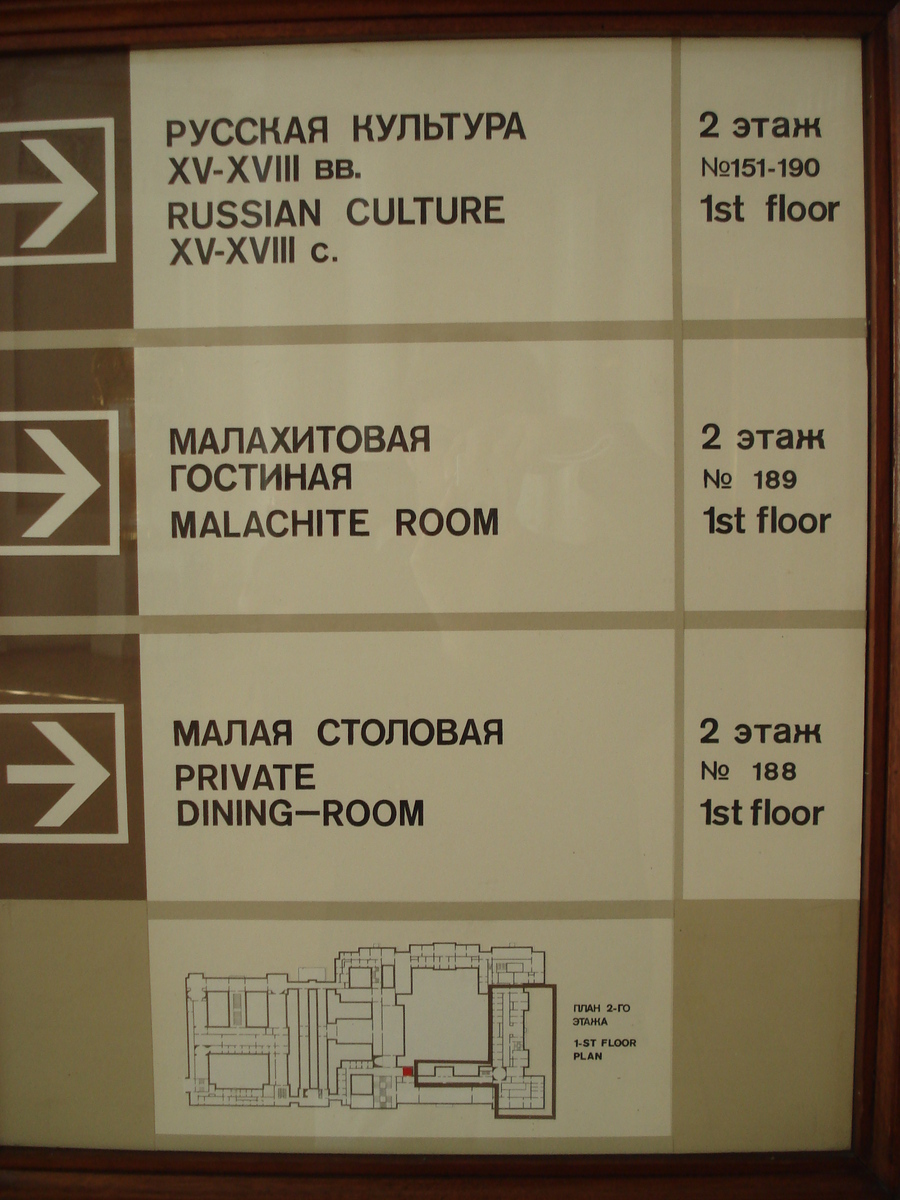 РУССКАЯ КУЛЬТУРА
XV-XVIII вв.
RUSSIAN CULTURE
XV-XVIII c.
2 этаж
№151-190
1st floor
МАЛАХИТОВАЯ
ГОСТИНАЯ
MALACHITE ROOM
2 этаж
№ 189
1st floor
МАЛАЯ СТОЛОВАЯ
PRIVATE
DINING—ROOM
2 этаж
№ 188
1st floor
ПЛАН 2-ГО
ЭТАЖА
1-ST FLOOR
PLAN